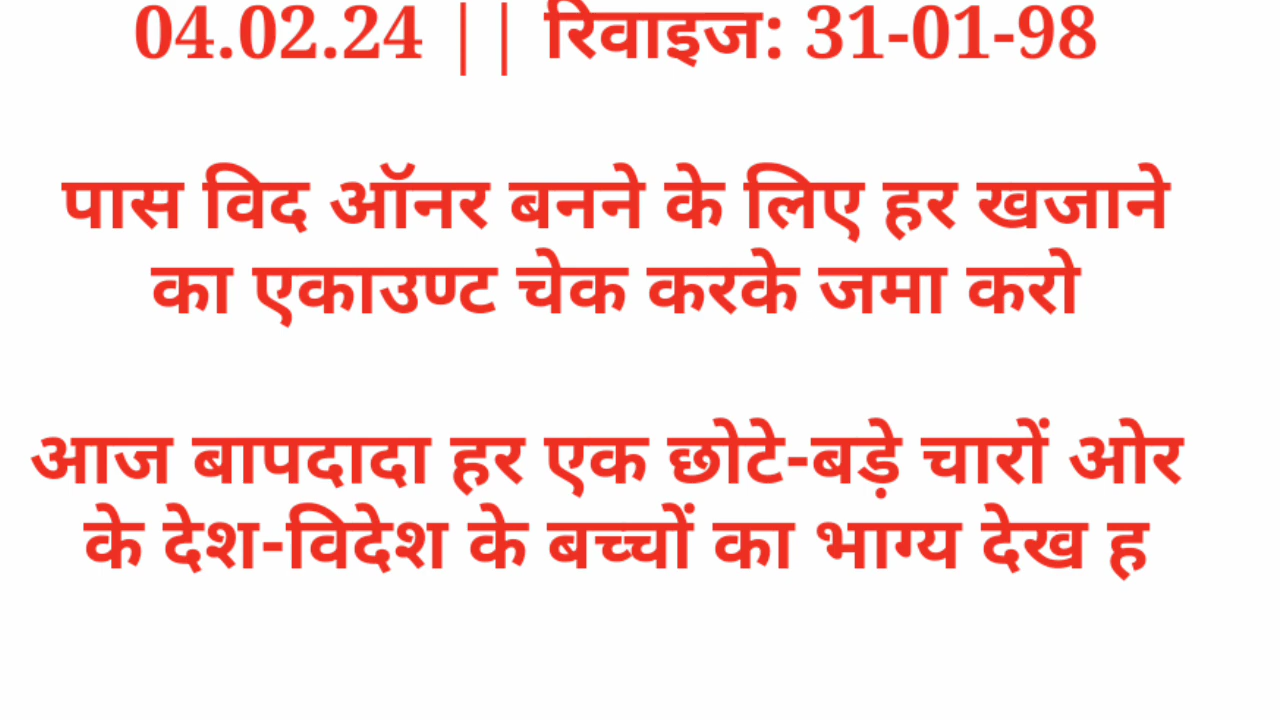 04.02.24 || रिवाइज: 31-01-98
पास विद ऑनर बनने के लिए हर खजाने
का एकाउण्ट चेक करके जमा करो
आज बापदादा हर एक छोटे-बड़े चारों ओर
के देश-विदेश के बच्चों का भाग्य देख ह